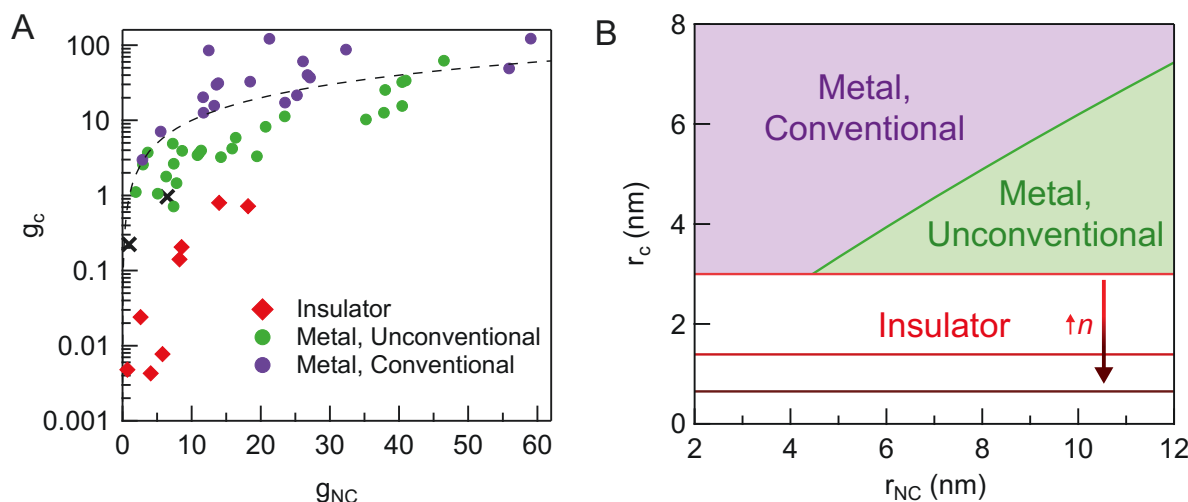 A
100
10
1
0.1
0.01
0.001
g_c
0
10
20
30
40
50
60
g_NC
Insulator
Metal, Unconventional
Metal, Conventional
B
8
6
4
2
0
r_c (nm)
2
4
6
8
10
12
r_NC (nm)
Metal,
Conventional
Metal,
Unconventional
Insulator
↑n